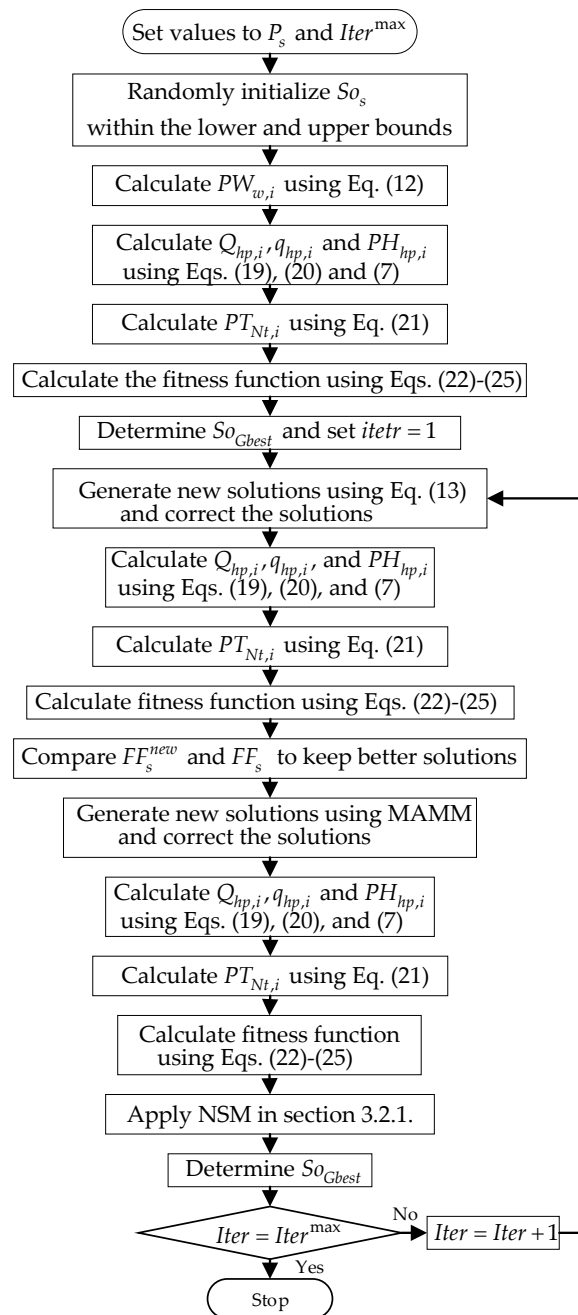 Set values to P_s and Iter^max
Randomly initialize So_s
within the lower and upper bounds
Calculate PW_w,i using Eq. (12)
Calculate Q_hp,i, q_hp,i and PH_hp,i
using Eqs. (19), (20) and (7)
Calculate PT_Nt,i using Eq. (21)
Calculate the fitness function using Eqs. (22)-(25)
Determine So_Gbest and set itetr = 1
Generate new solutions using Eq. (13)
and correct the solutions
Calculate Q_hp,i, q_hp,i, and PH_hp,i
using Eqs. (19), (20), and (7)
Calculate PT_Nt,i using Eq. (21)
Calculate fitness function using Eqs. (22)-(25)
Compare FF_s^new and FF_s to keep better solutions
Generate new solutions using MAMM
and correct the solutions
Calculate Q_hp,i, q_hp,i and PH_hp,i
using Eqs. (19), (20), and (7)
Calculate PT_Nt,i using Eq. (21)
Calculate fitness function
using Eqs. (22)-(25)
Apply NSM in section 3.2.1.
Determine So_Gbest
Iter = Iter^max
No
Iter = Iter + 1
Yes
Stop